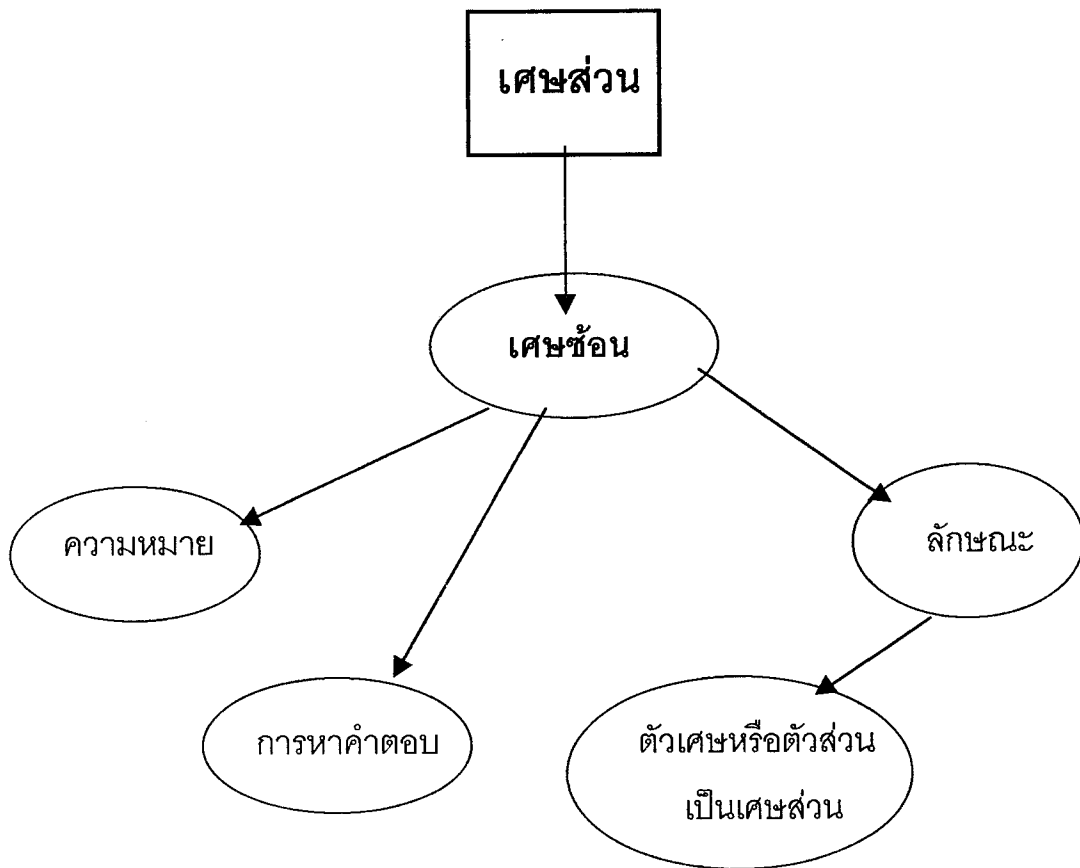 เศษส่วน
เศษซ้อน
ความหมาย
ลักษณะ
การหาคำตอบ
ตัวเศษหรือตัวส่วน
เป็นเศษส่วน